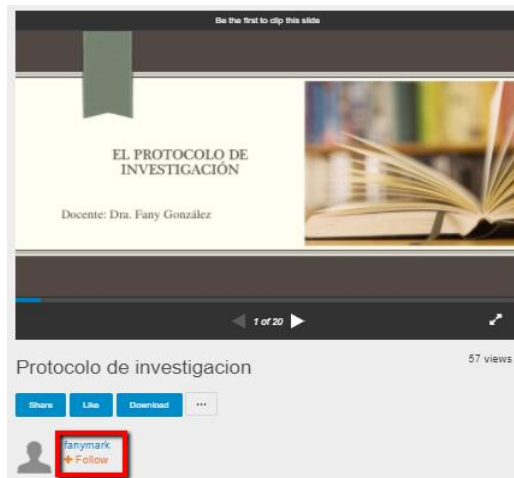 Be the first to clip this slide
EL PROTOCOLO DE
INVESTIGACIÓN
Docente: Dra. Fany González
1 of 20
Protocolo de investigacion
57 views
Share Like Download ...
fanymark
+ Follow